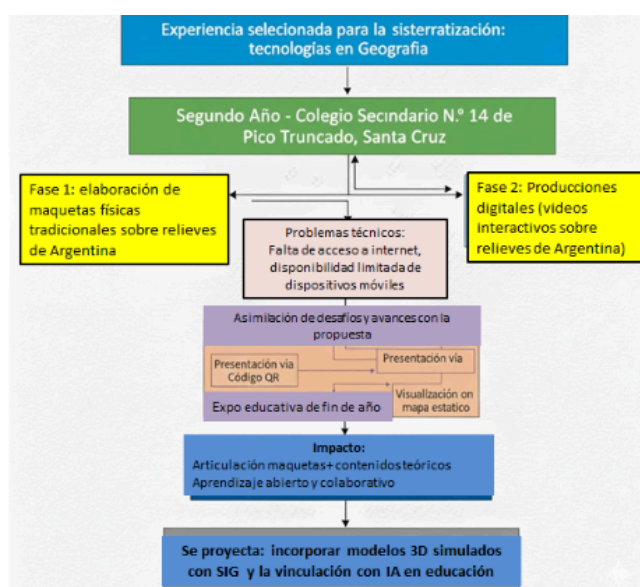 Experiencia selecionada para la sisterratización:
tecnologías en Geografia
Segundo Año - Colegio Secindario N.º 14 de
Pico Truncado, Santa Cruz
Fase 1: elaboración de
maquetas físicas
tradicionales sobre relieves
de Argentina
Fase 2: Producciones
digitales (videos
interactivos sobre
relieves de Argentina)
Problemas técnicos:
Falta de acceso a internet,
disponibilidad limitada de
dispositivos móviles
Asimilación de desafíos y avances con la
propuesta
Presentación via
Código QR
Presentación via
Visualización on
mapa estatico
Expo educativa de fin de año
Impacto:
Articulación maquetas+ contenidos teóricos
Aprendizaje abierto y colaborativo
Se proyecta: incorporar modelos 3D simulados
con SIG y la vinculación con IA en educación